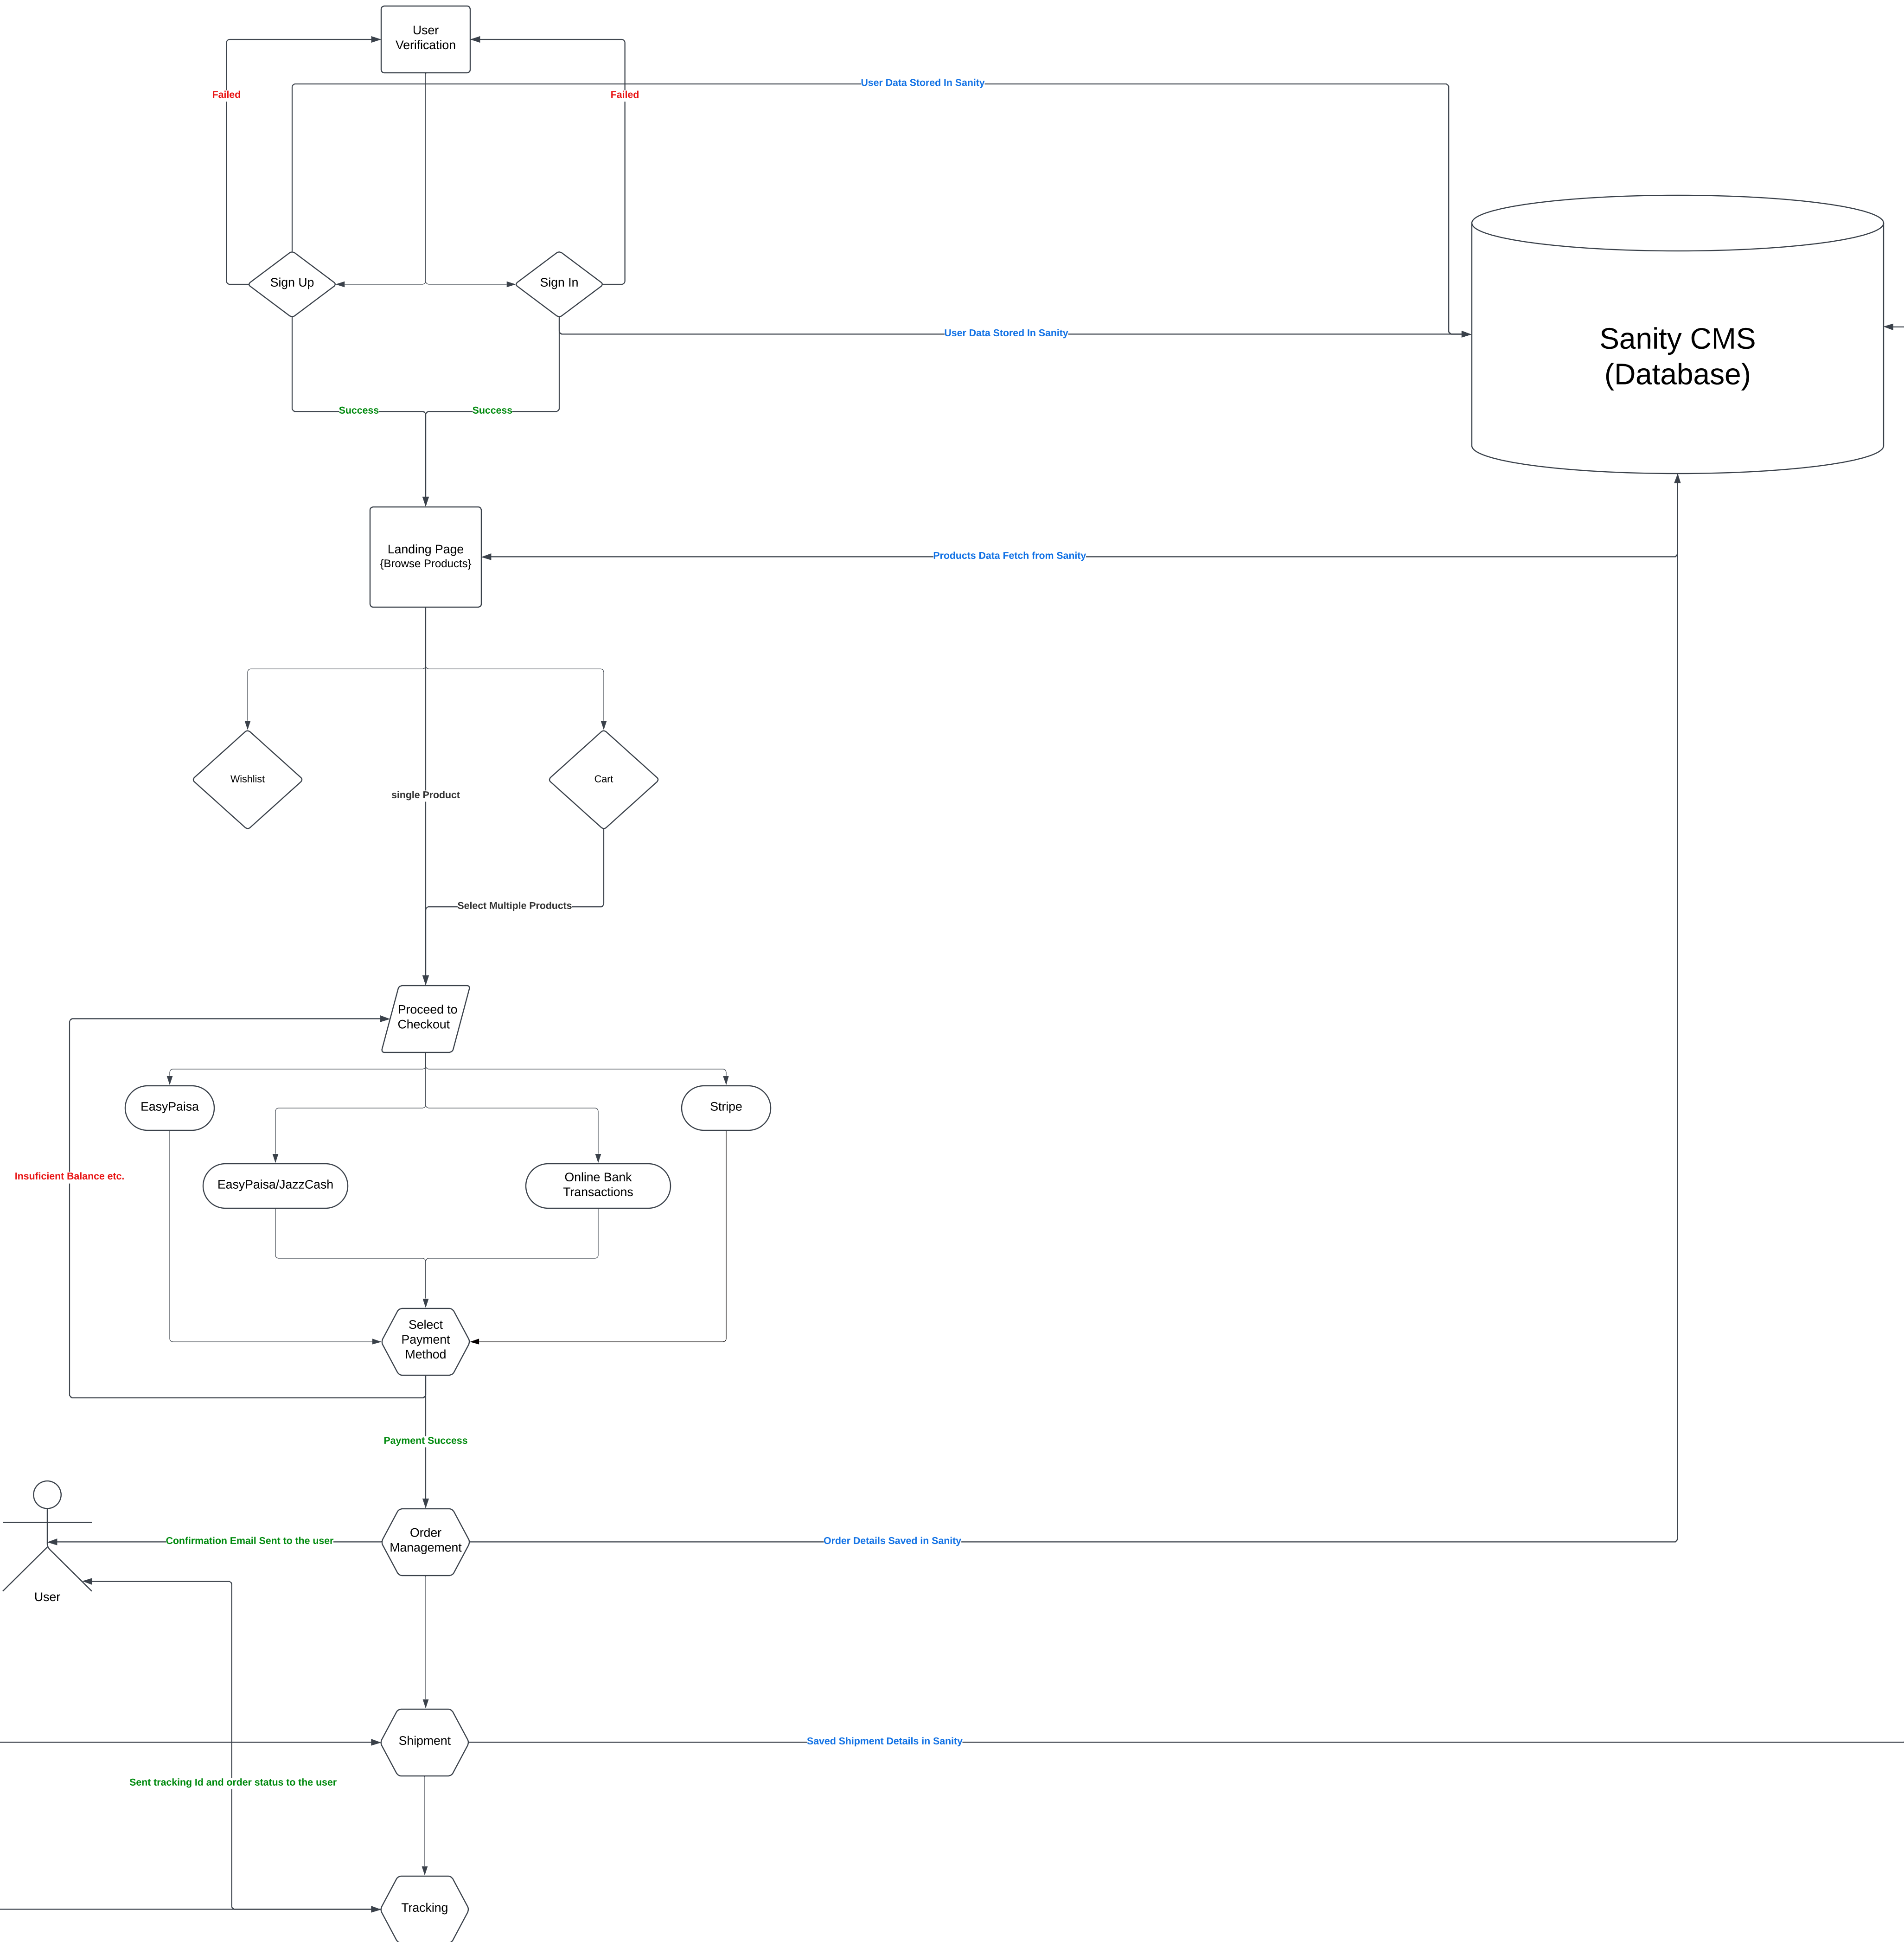 User
Verification
User Data Stored In Sanity
Failed
Failed
Sign Up
Sign In
User Data Stored In Sanity
Sanity CMS
(Database)
Success
Success
Landing Page
{Browse Products}
Products Data Fetch from Sanity
Wishlist
Cart
single Product
Select Multiple Products
Proceed to
Checkout
EasyPaisa
Stripe
Insuficient Balance etc.
EasyPaisa/JazzCash
Online Bank
Transactions
Select
Payment
Method
Payment Success
Confirmation Email Sent to the user
Order
Management
Order Details Saved in Sanity
User
Shipment
Saved Shipment Details in Sanity
Sent tracking Id and order status to the user
Tracking